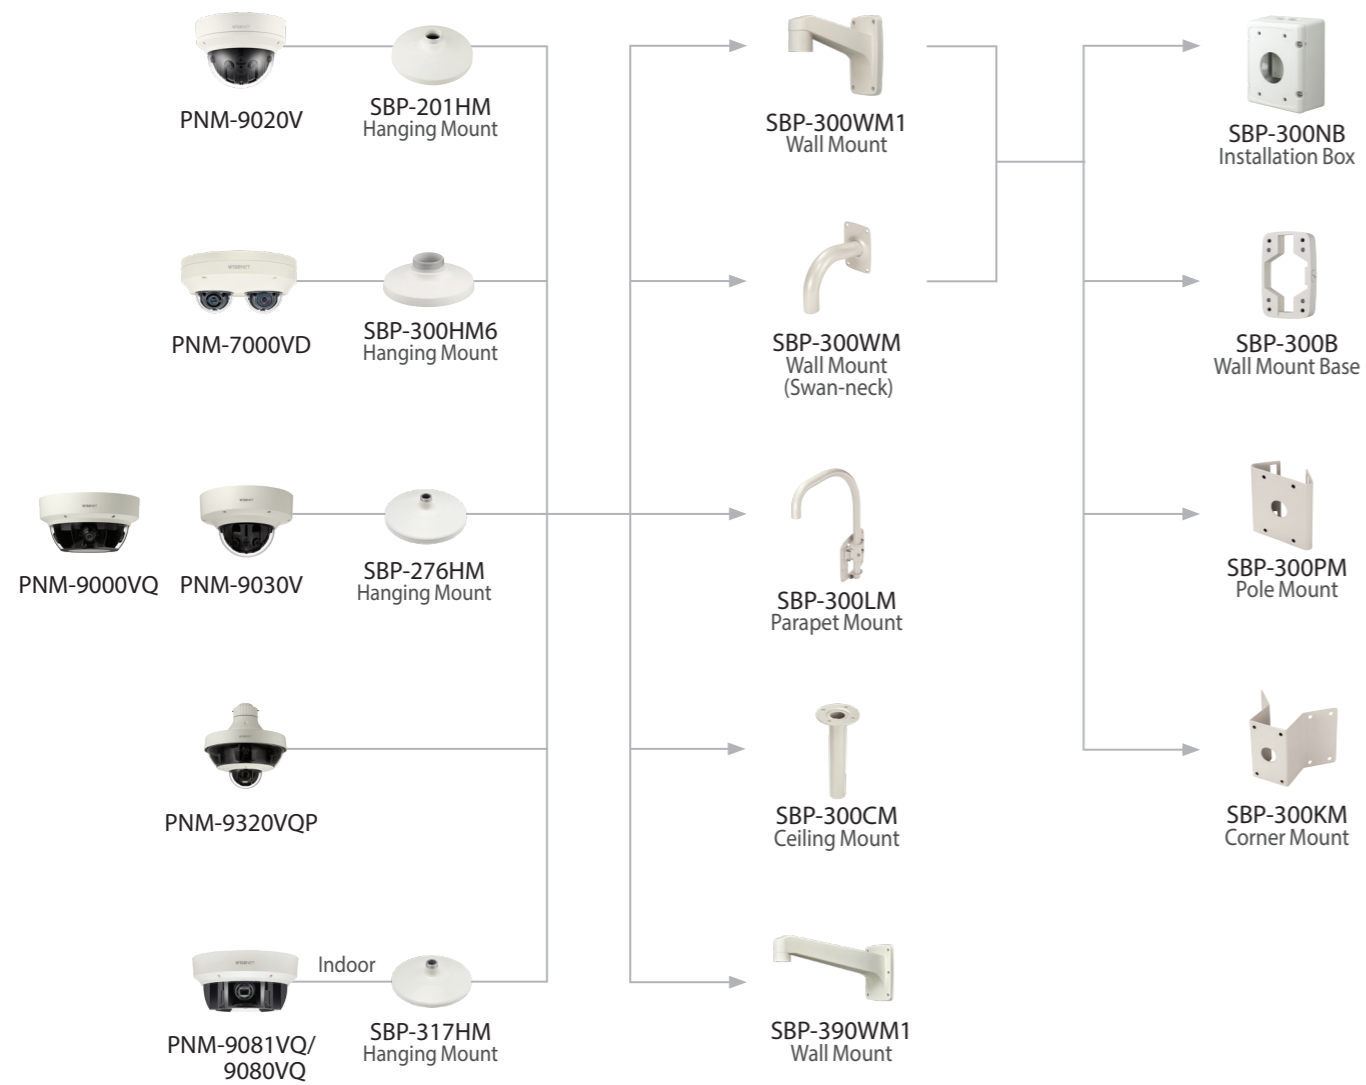 PNM-9020V
SBP-201HM
Hanging Mount
SBP-300WM1
Wall Mount
SBP-300NB
Installation Box
PNM-7000VD
SBP-300HM6
Hanging Mount
SBP-300WM
Wall Mount
(Swan-neck)
SBP-300B
Wall Mount Base
PNM-9000VQ
PNM-9030V
SBP-276HM
Hanging Mount
SBP-300LM
Parapet Mount
SBP-300PM
Pole Mount
PNM-9320VQP
SBP-300CM
Ceiling Mount
SBP-300KM
Corner Mount
Indoor
PNM-9081VQ/
9080VQ
SBP-317HM
Hanging Mount
SBP-390WM1
Wall Mount